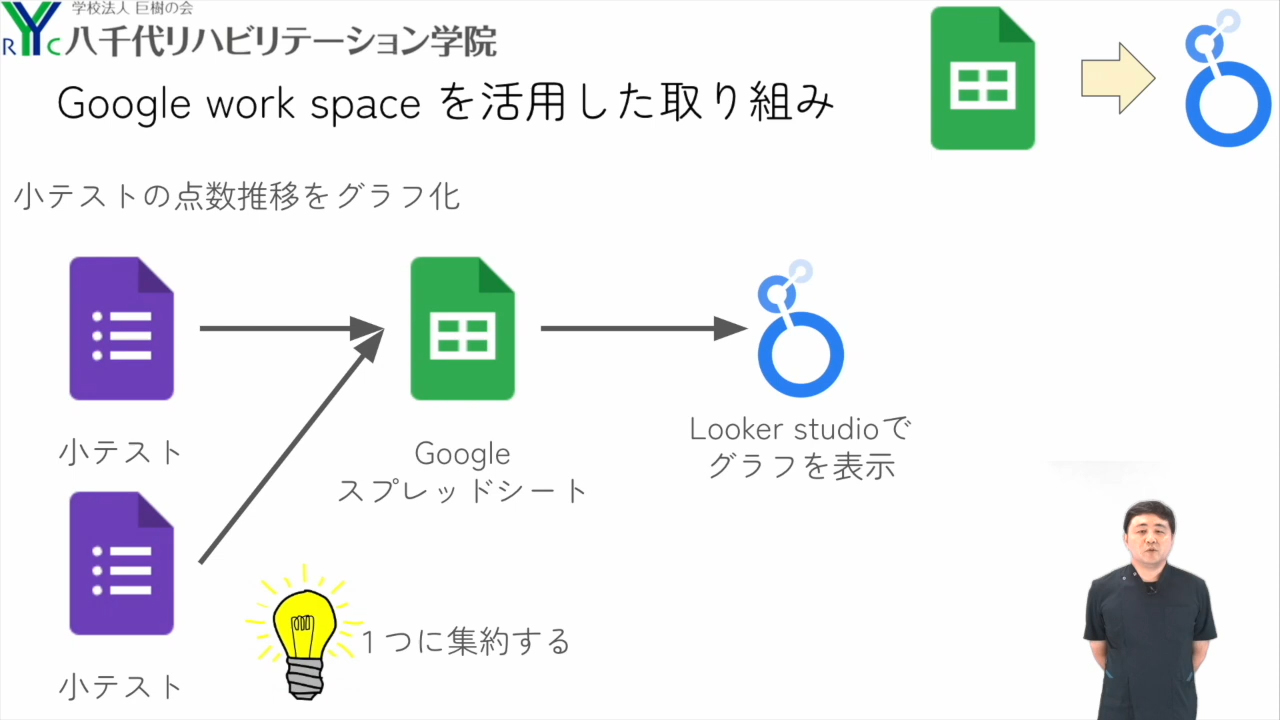 学校法人 巨樹の会
RYC 八千代リハビリテーション学院
Google work space を活用した取り組み
小テストの点数推移をグラフ化
小テスト
Google
スプレッドシート
Looker studioで
グラフを表示
小テスト
1つに集約する